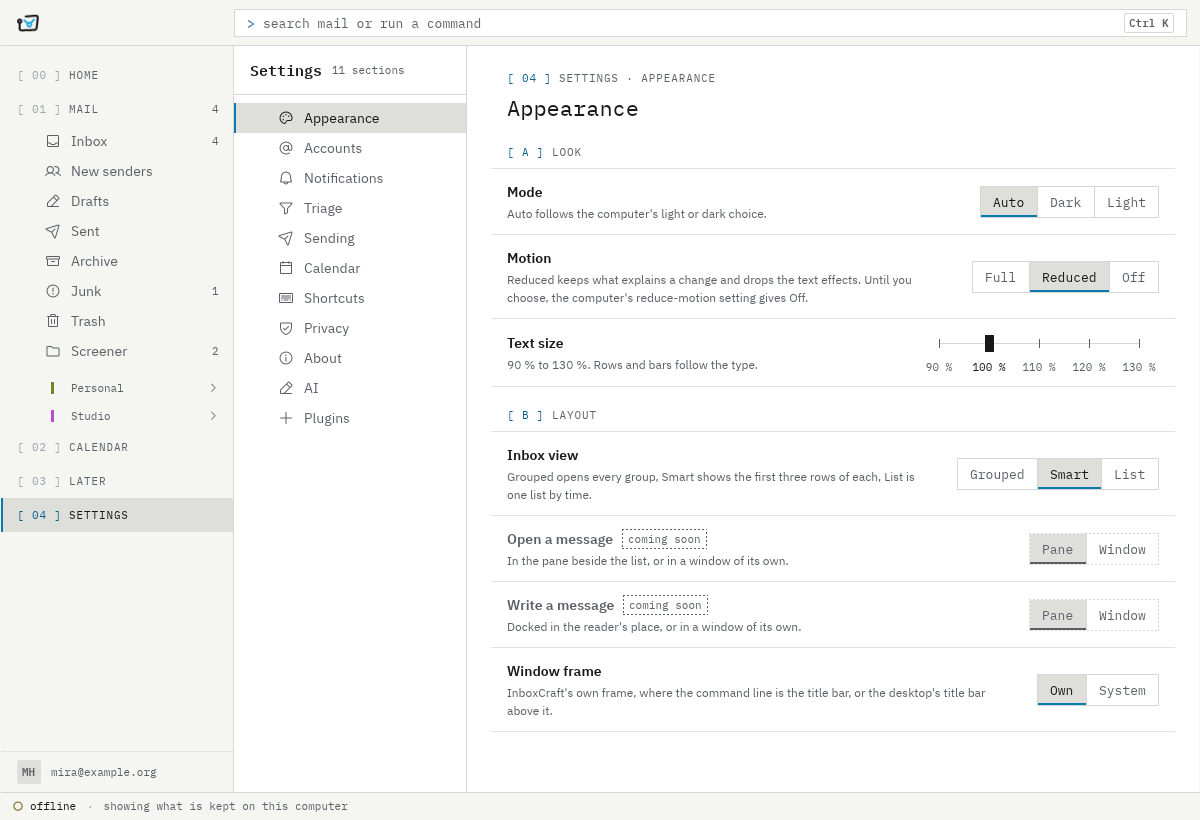 > search mail or run a command
Ctrl K
[ 00 ] HOME
[ 01 ] MAIL 4
Inbox 4
New senders
Drafts
Sent
Archive
Junk 1
Trash
Screener 2
Personal
Studio
[ 02 ] CALENDAR
[ 03 ] LATER
[ 04 ] SETTINGS
MH mira@example.org
Settings 11 sections
Appearance
Accounts
Notifications
Triage
Sending
Calendar
Shortcuts
Privacy
About
AI
Plugins
[ 04 ] SETTINGS · APPEARANCE
Appearance
[ A ] LOOK
Mode
Auto follows the computer's light or dark choice.
Auto Dark Light
Motion
Reduced keeps what explains a change and drops the text effects. Until you
choose, the computer's reduce-motion setting gives Off.
Full Reduced Off
Text size
90 % to 130 %. Rows and bars follow the type.
90 % 100 % 110 % 120 % 130 %
[ B ] LAYOUT
Inbox view
Grouped opens every group, Smart shows the first three rows of each, List is
one list by time.
Grouped Smart List
Open a message coming soon
In the pane beside the list, or in a window of its own.
Pane Window
Write a message coming soon
Docked in the reader's place, or in a window of its own.
Pane Window
Window frame
InboxCraft's own frame, where the command line is the title bar, or the desktop's title bar
above it.
Own System
offline · showing what is kept on this computer